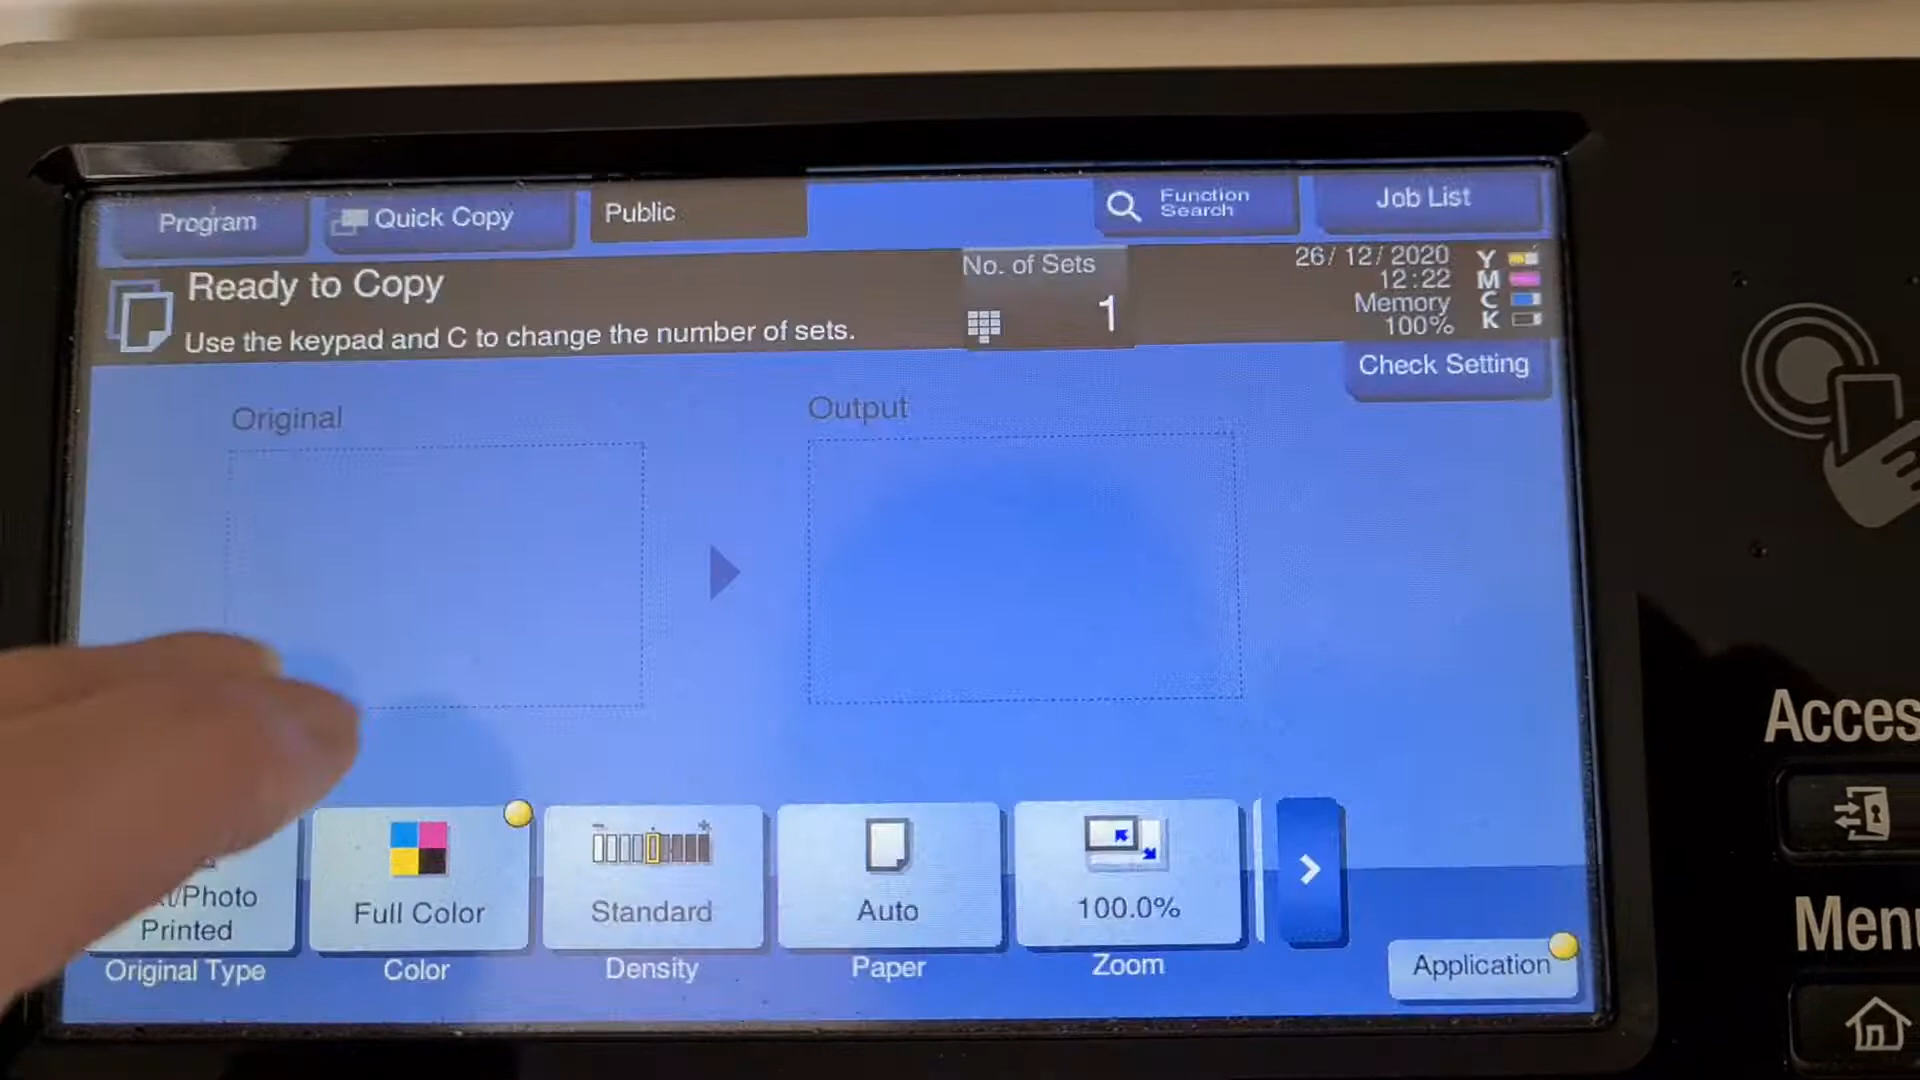 Program
Quick Copy
Public
Function
Search
Job List
Ready to Copy
Use the keypad and C to change the number of sets.
No. of Sets
1
26/12/2020
12:22
Memory
100%
Y
M
C
K
Check Setting
Original
Output
/Photo
Printed
Original Type
Full Color
Color
Standard
Density
Auto
Paper
100.0%
Zoom
Application
Acces
Menu